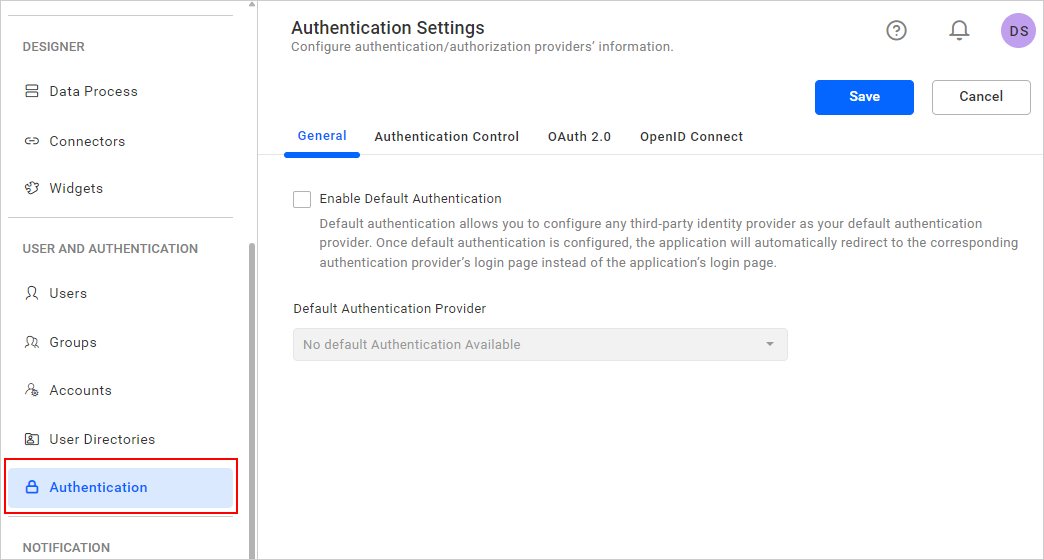 DESIGNER
Data Process
Connectors
Widgets
USER AND AUTHENTICATION
Users
Groups
Accounts
User Directories
Authentication
NOTIFICATION
Authentication Settings
Configure authentication/authorization providers' information.
DS
Save
Cancel
General
Authentication Control
OAuth 2.0
OpenID Connect
Enable Default Authentication
Default authentication allows you to configure any third-party identity provider as your default authentication
provider. Once default authentication is configured, the application will automatically redirect to the corresponding
authentication provider's login page instead of the application's login page.
Default Authentication Provider
No default Authentication Available